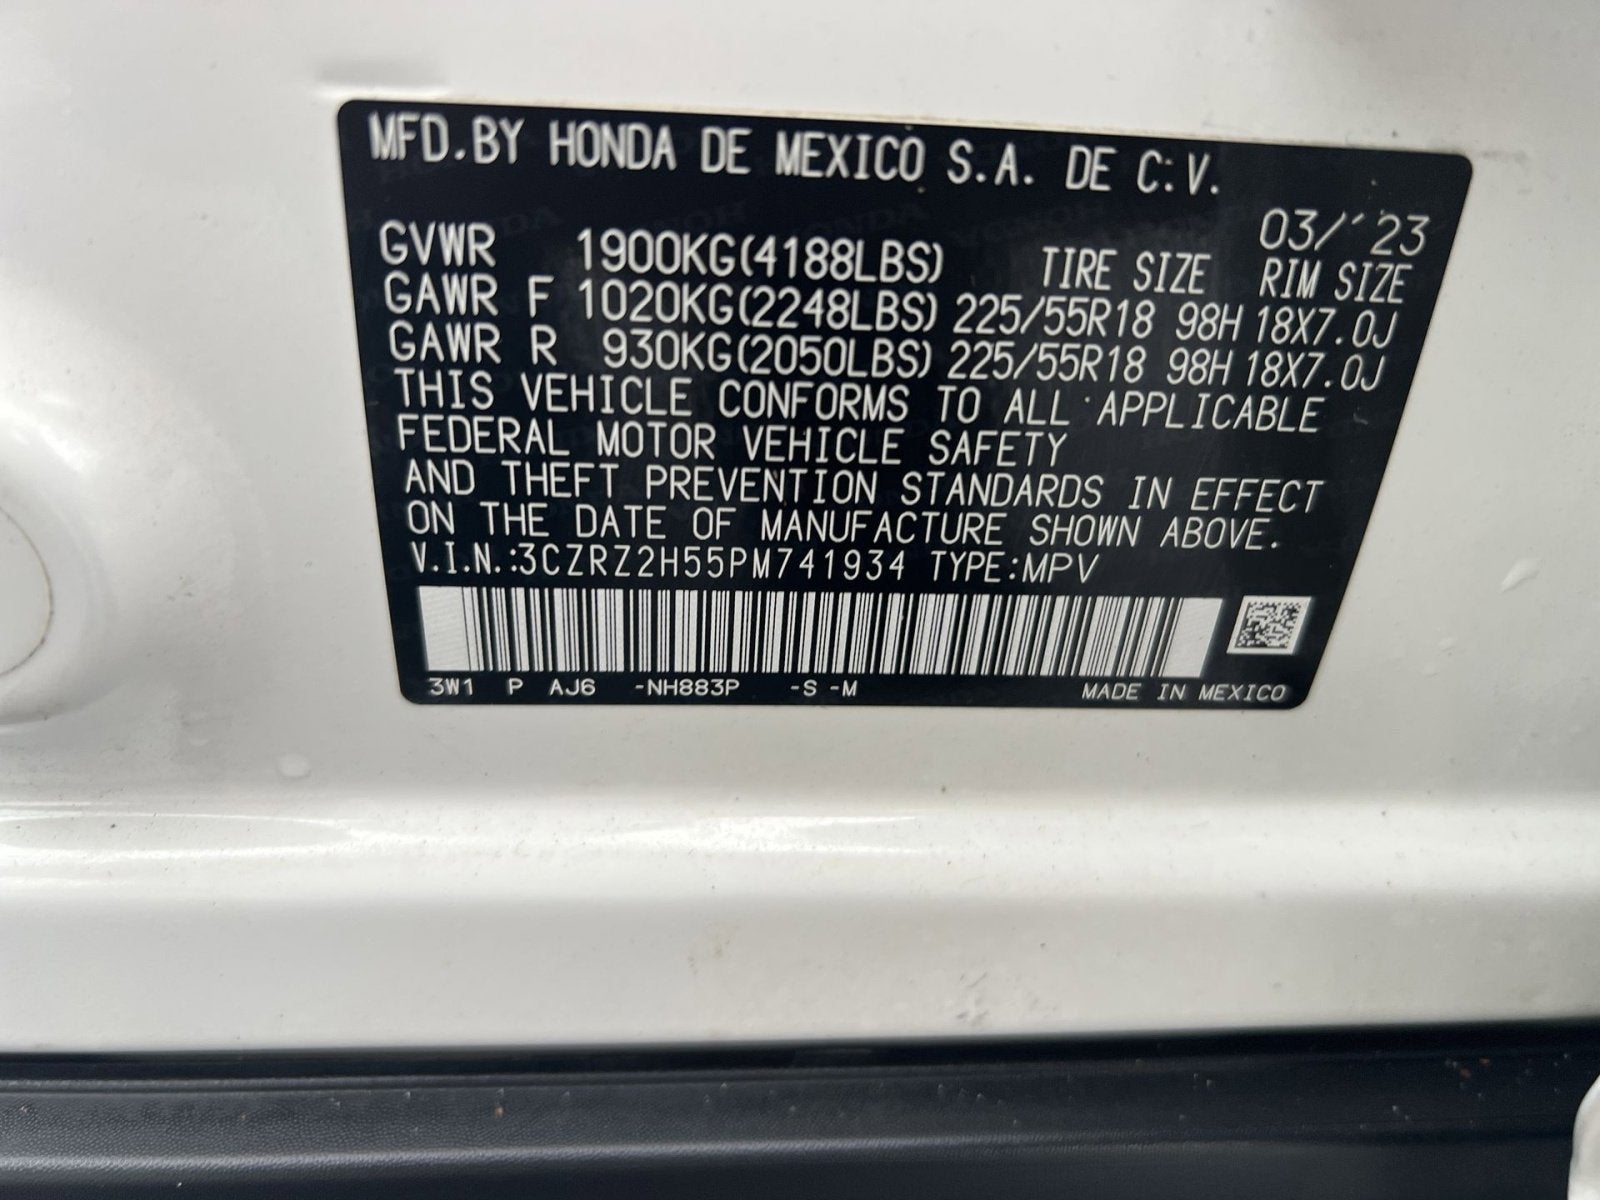 MFD.BY HONDA DE MEXICO S.A. DE C.V.
03/'23
GVWR 1900KG(4188LBS) TIRE SIZE RIM SIZE
GAWR F 1020KG(2248LBS) 225/55R18 98H 18X7.0J
GAWR R 930KG(2050LBS) 225/55R18 98H 18X7.0J
THIS VEHICLE CONFORMS TO ALL APPLICABLE
FEDERAL MOTOR VEHICLE SAFETY
AND THEFT PREVENTION STANDARDS IN EFFECT
ON THE DATE OF MANUFACTURE SHOWN ABOVE.
V.I.N.:3CZRZ2H55PM741934 TYPE:MPV
3W1 P AJ6 -NH883P -S -M MADE IN MEXICO